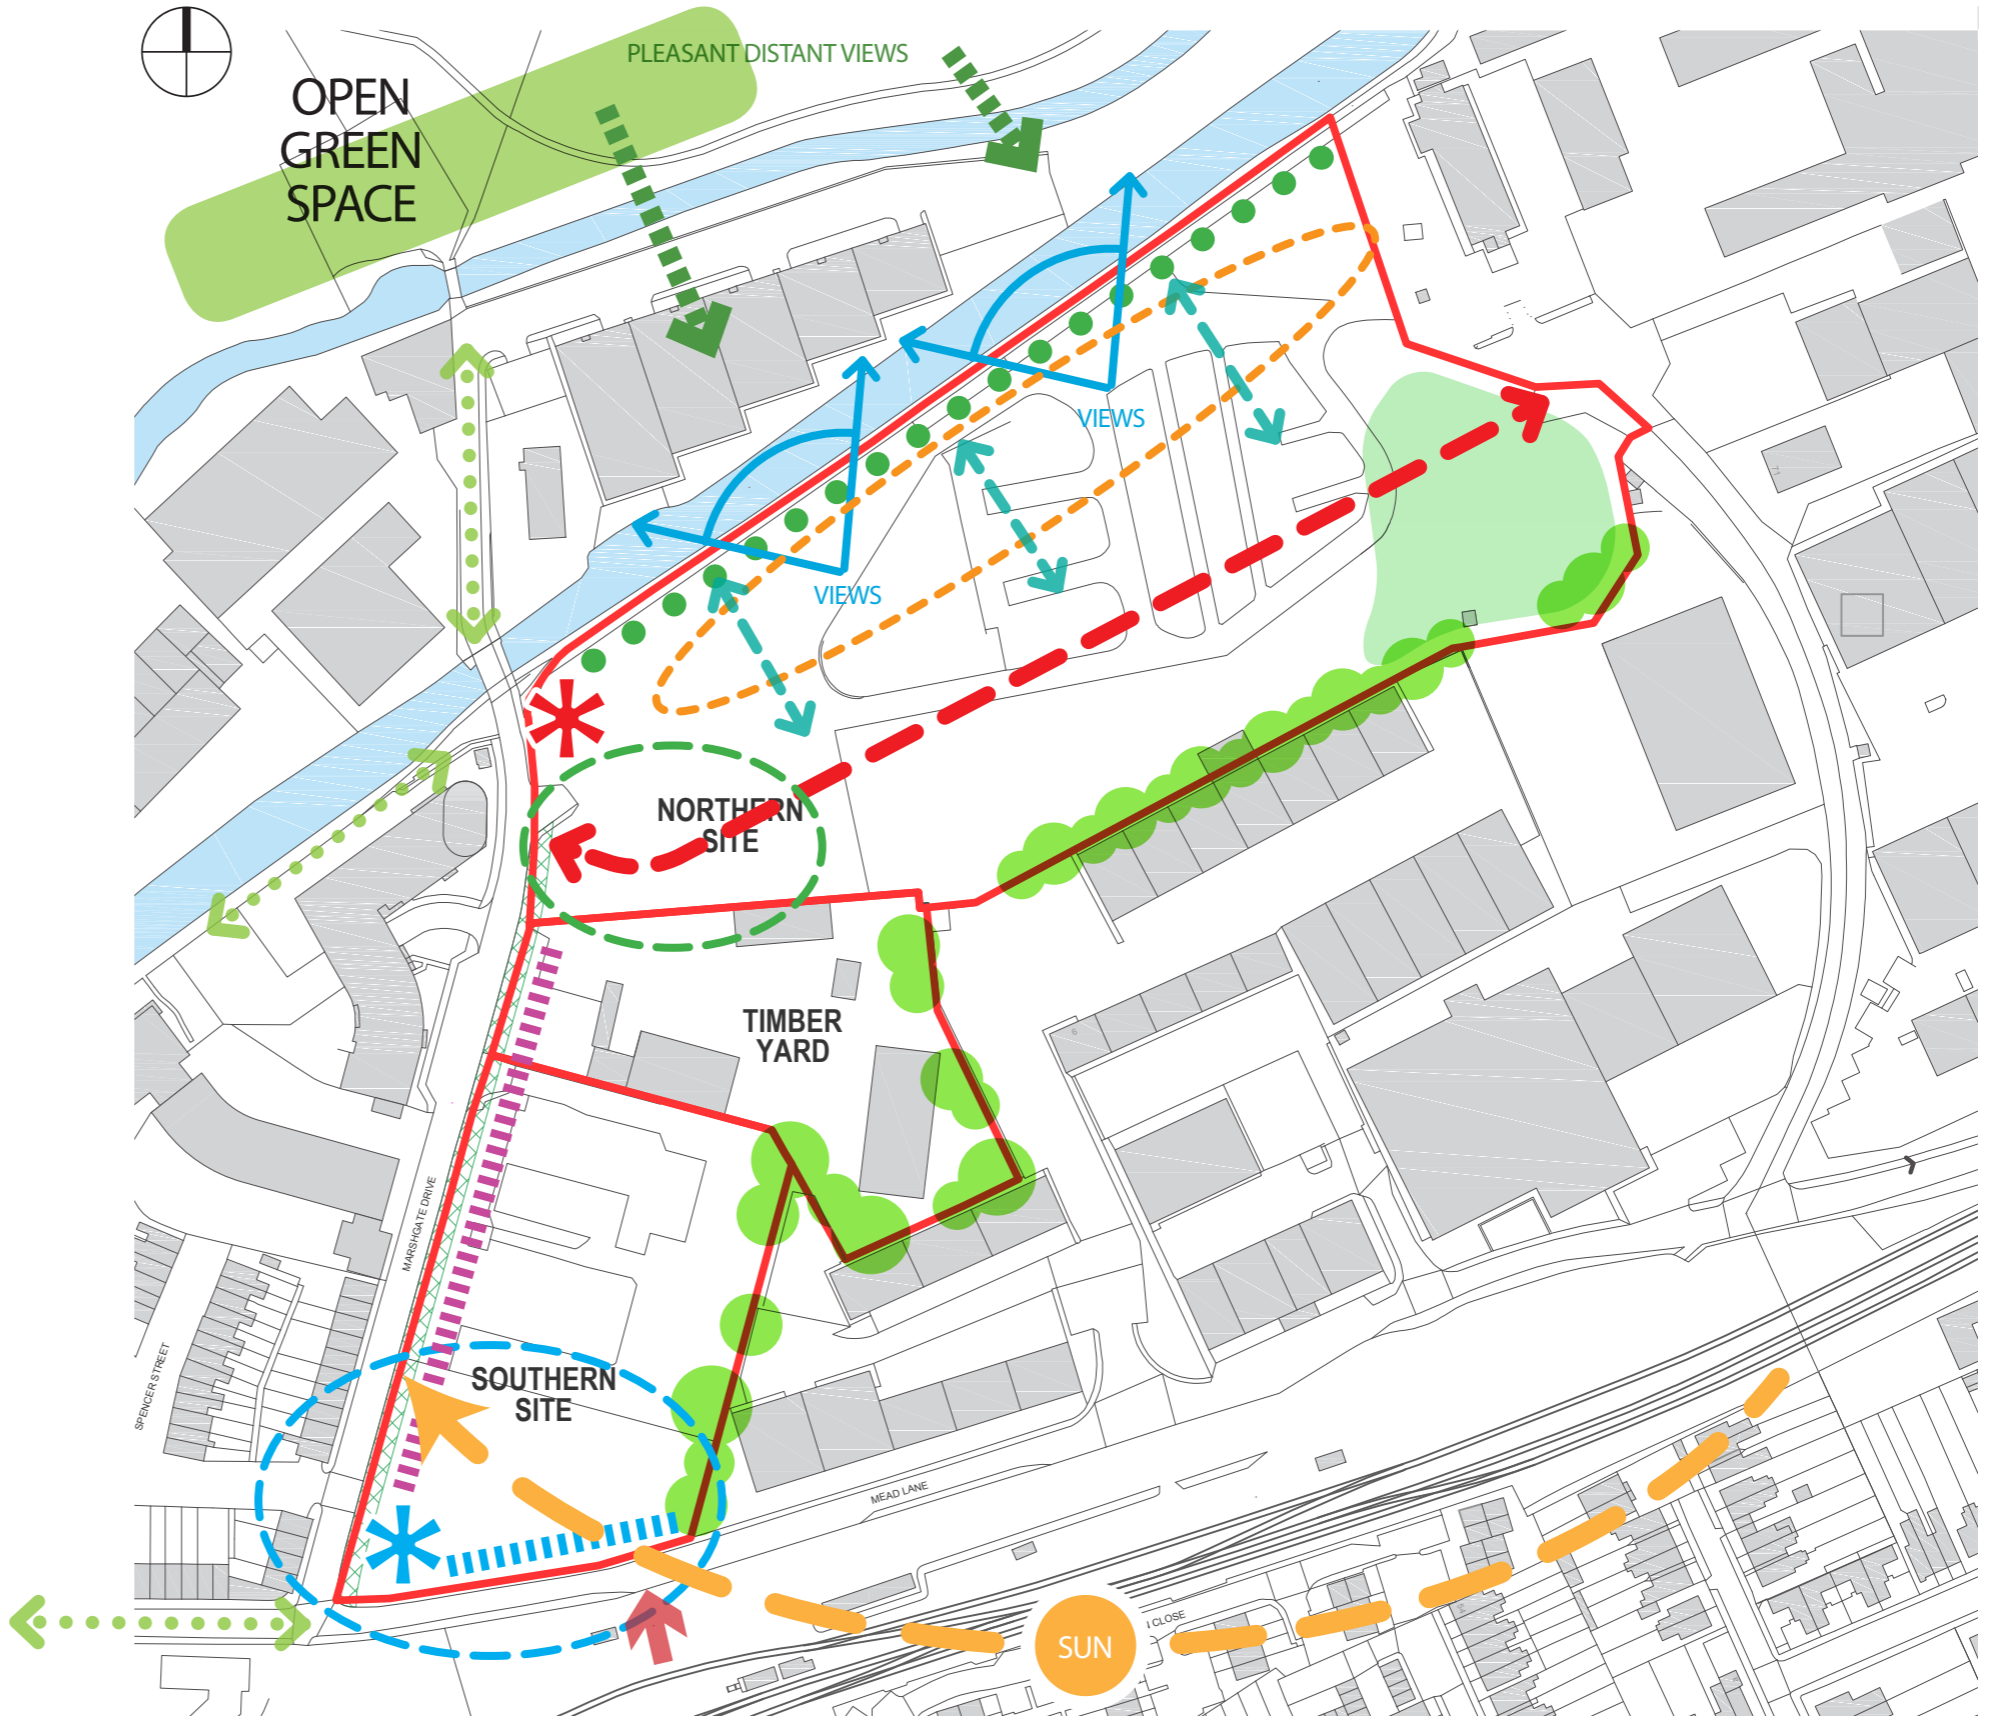 PLEASANT DISTANT VIEWS
OPEN
GREEN
SPACE
VIEWS
VIEWS
NORTHERN
SITE
TIMBER
YARD
MARSHGATE DRIVE
SPENCER STREET
SOUTHERN
SITE
MEAD LANE
N CLOSE
SUN